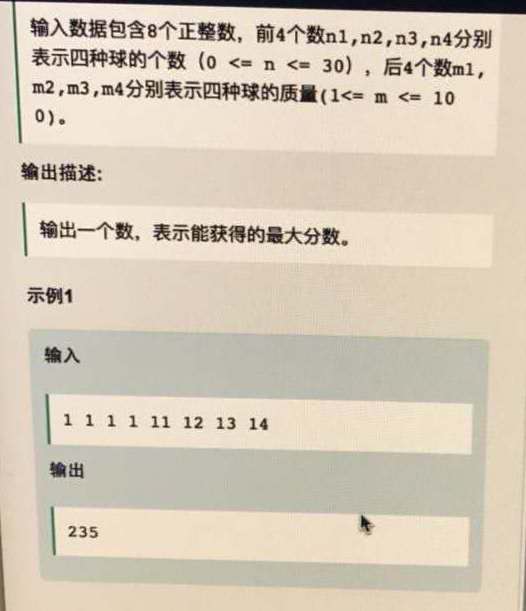 输入数据包含8个正整数，前4个数n1,n2,n3,n4分别
表示四种球的个数（0 <= n <= 30），后4个数m1,
m2,m3,m4分别表示四种球的质量(1<= m <= 10
0)。
输出描述:
输出一个数，表示能获得的最大分数。
示例1
输入
1 1 1 1 11 12 13 14
输出
235